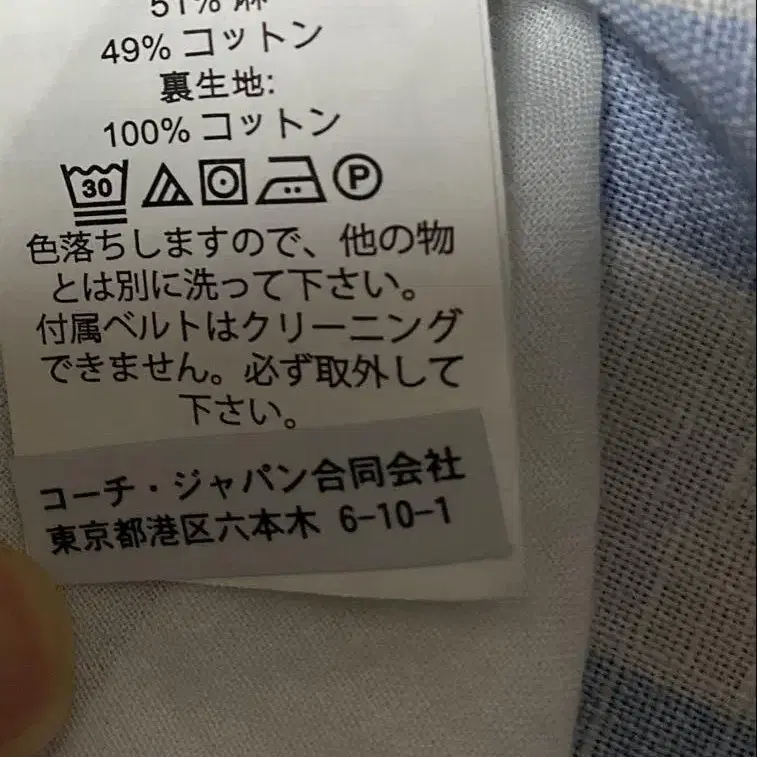 51% 麻
49% コットン
裏生地:
100% コットン
30 P
色落ちしますので、他の物
とは別に洗って下さい。
付属ベルトはクリーニング
できません。必ず取外して
下さい。
コーチ・ジャパン合同会社
東京都港区六本木 6-10-1